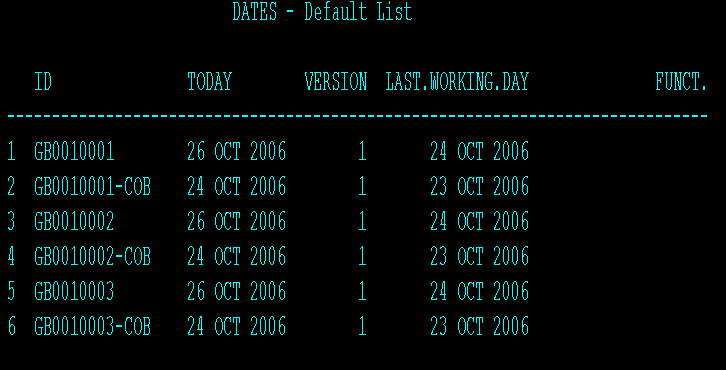 DATES - Default List
ID TODAY VERSION LAST.WORKING.DAY FUNCT.
------------------------------------------------------------------------------
1 GB0010001 26 OCT 2006 1 24 OCT 2006
2 GB0010001-COB 24 OCT 2006 1 23 OCT 2006
3 GB0010002 26 OCT 2006 1 24 OCT 2006
4 GB0010002-COB 24 OCT 2006 1 23 OCT 2006
5 GB0010003 26 OCT 2006 1 24 OCT 2006
6 GB0010003-COB 24 OCT 2006 1 23 OCT 2006